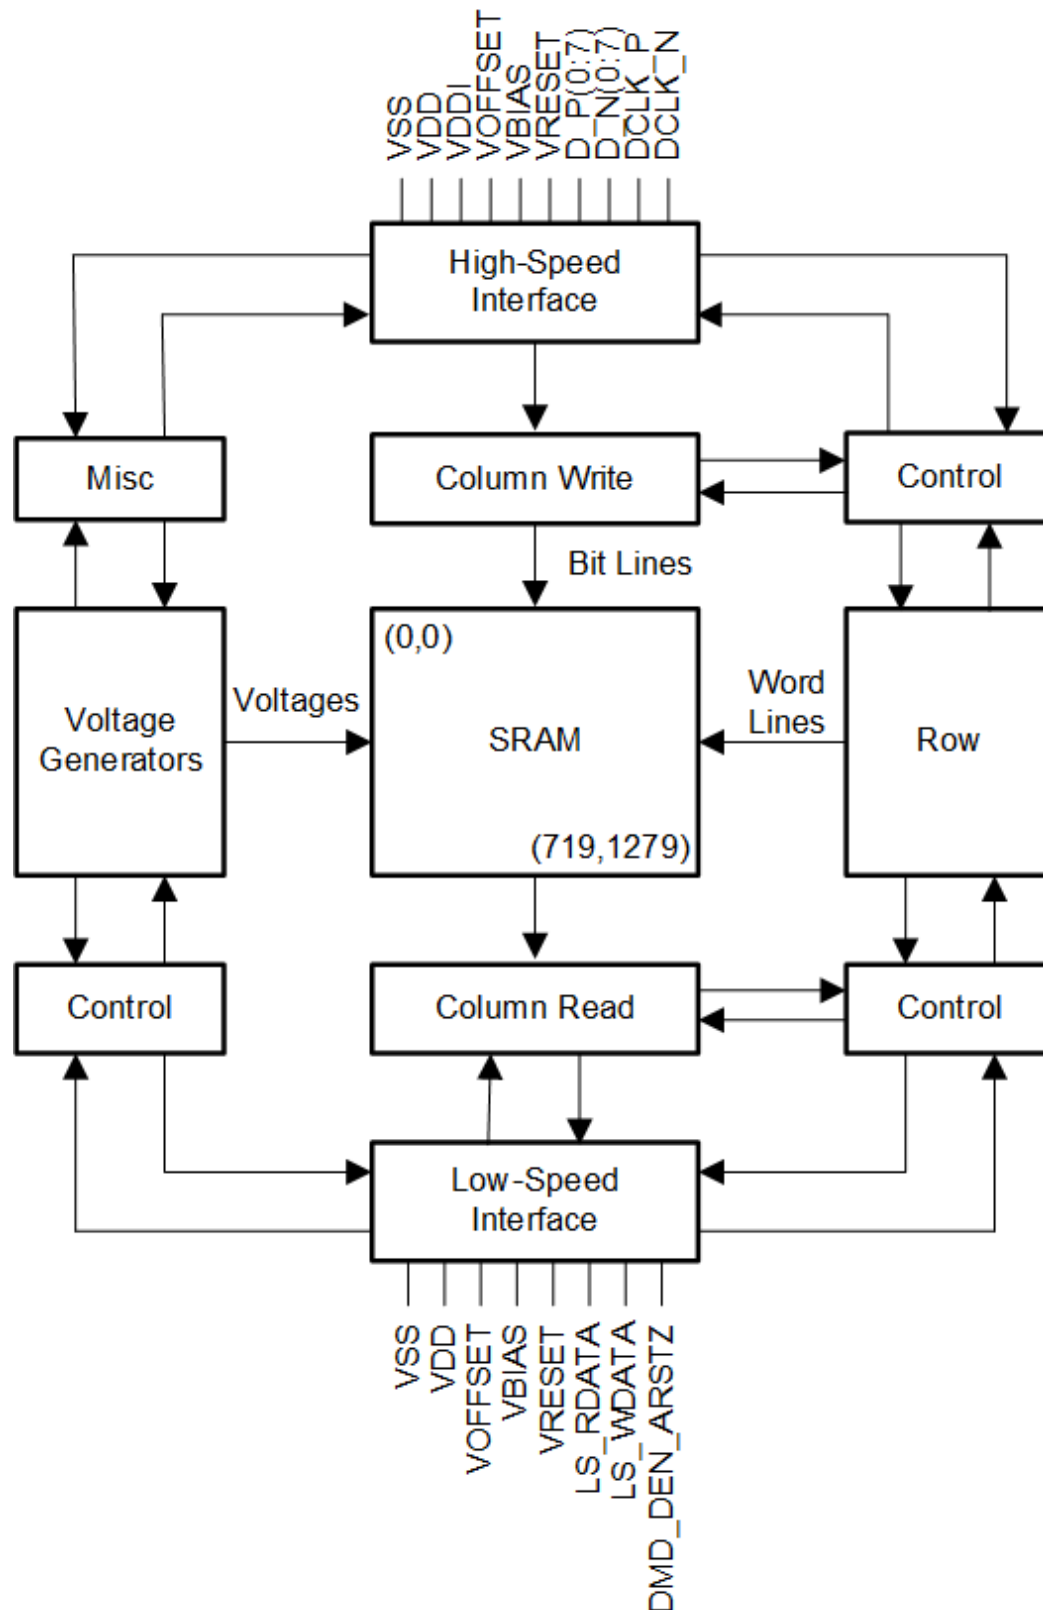 VSS
VDD
VDDI
VOFFSET
VBIAS
VRESET
D_P(0:7)
D_N(0:7)
DCLK_P
DCLK_N
High-Speed
Interface
Misc
Column Write
Control
Bit Lines
(0,0)
Voltage
Generators
Voltages
SRAM
Word
Lines
Row
(719,1279)
Control
Column Read
Control
Low-Speed
Interface
VSS
VDD
VOFFSET
VBIAS
VRESET
LS_RDATA
LS_WDATA
DMD_DEN_ARSTZ